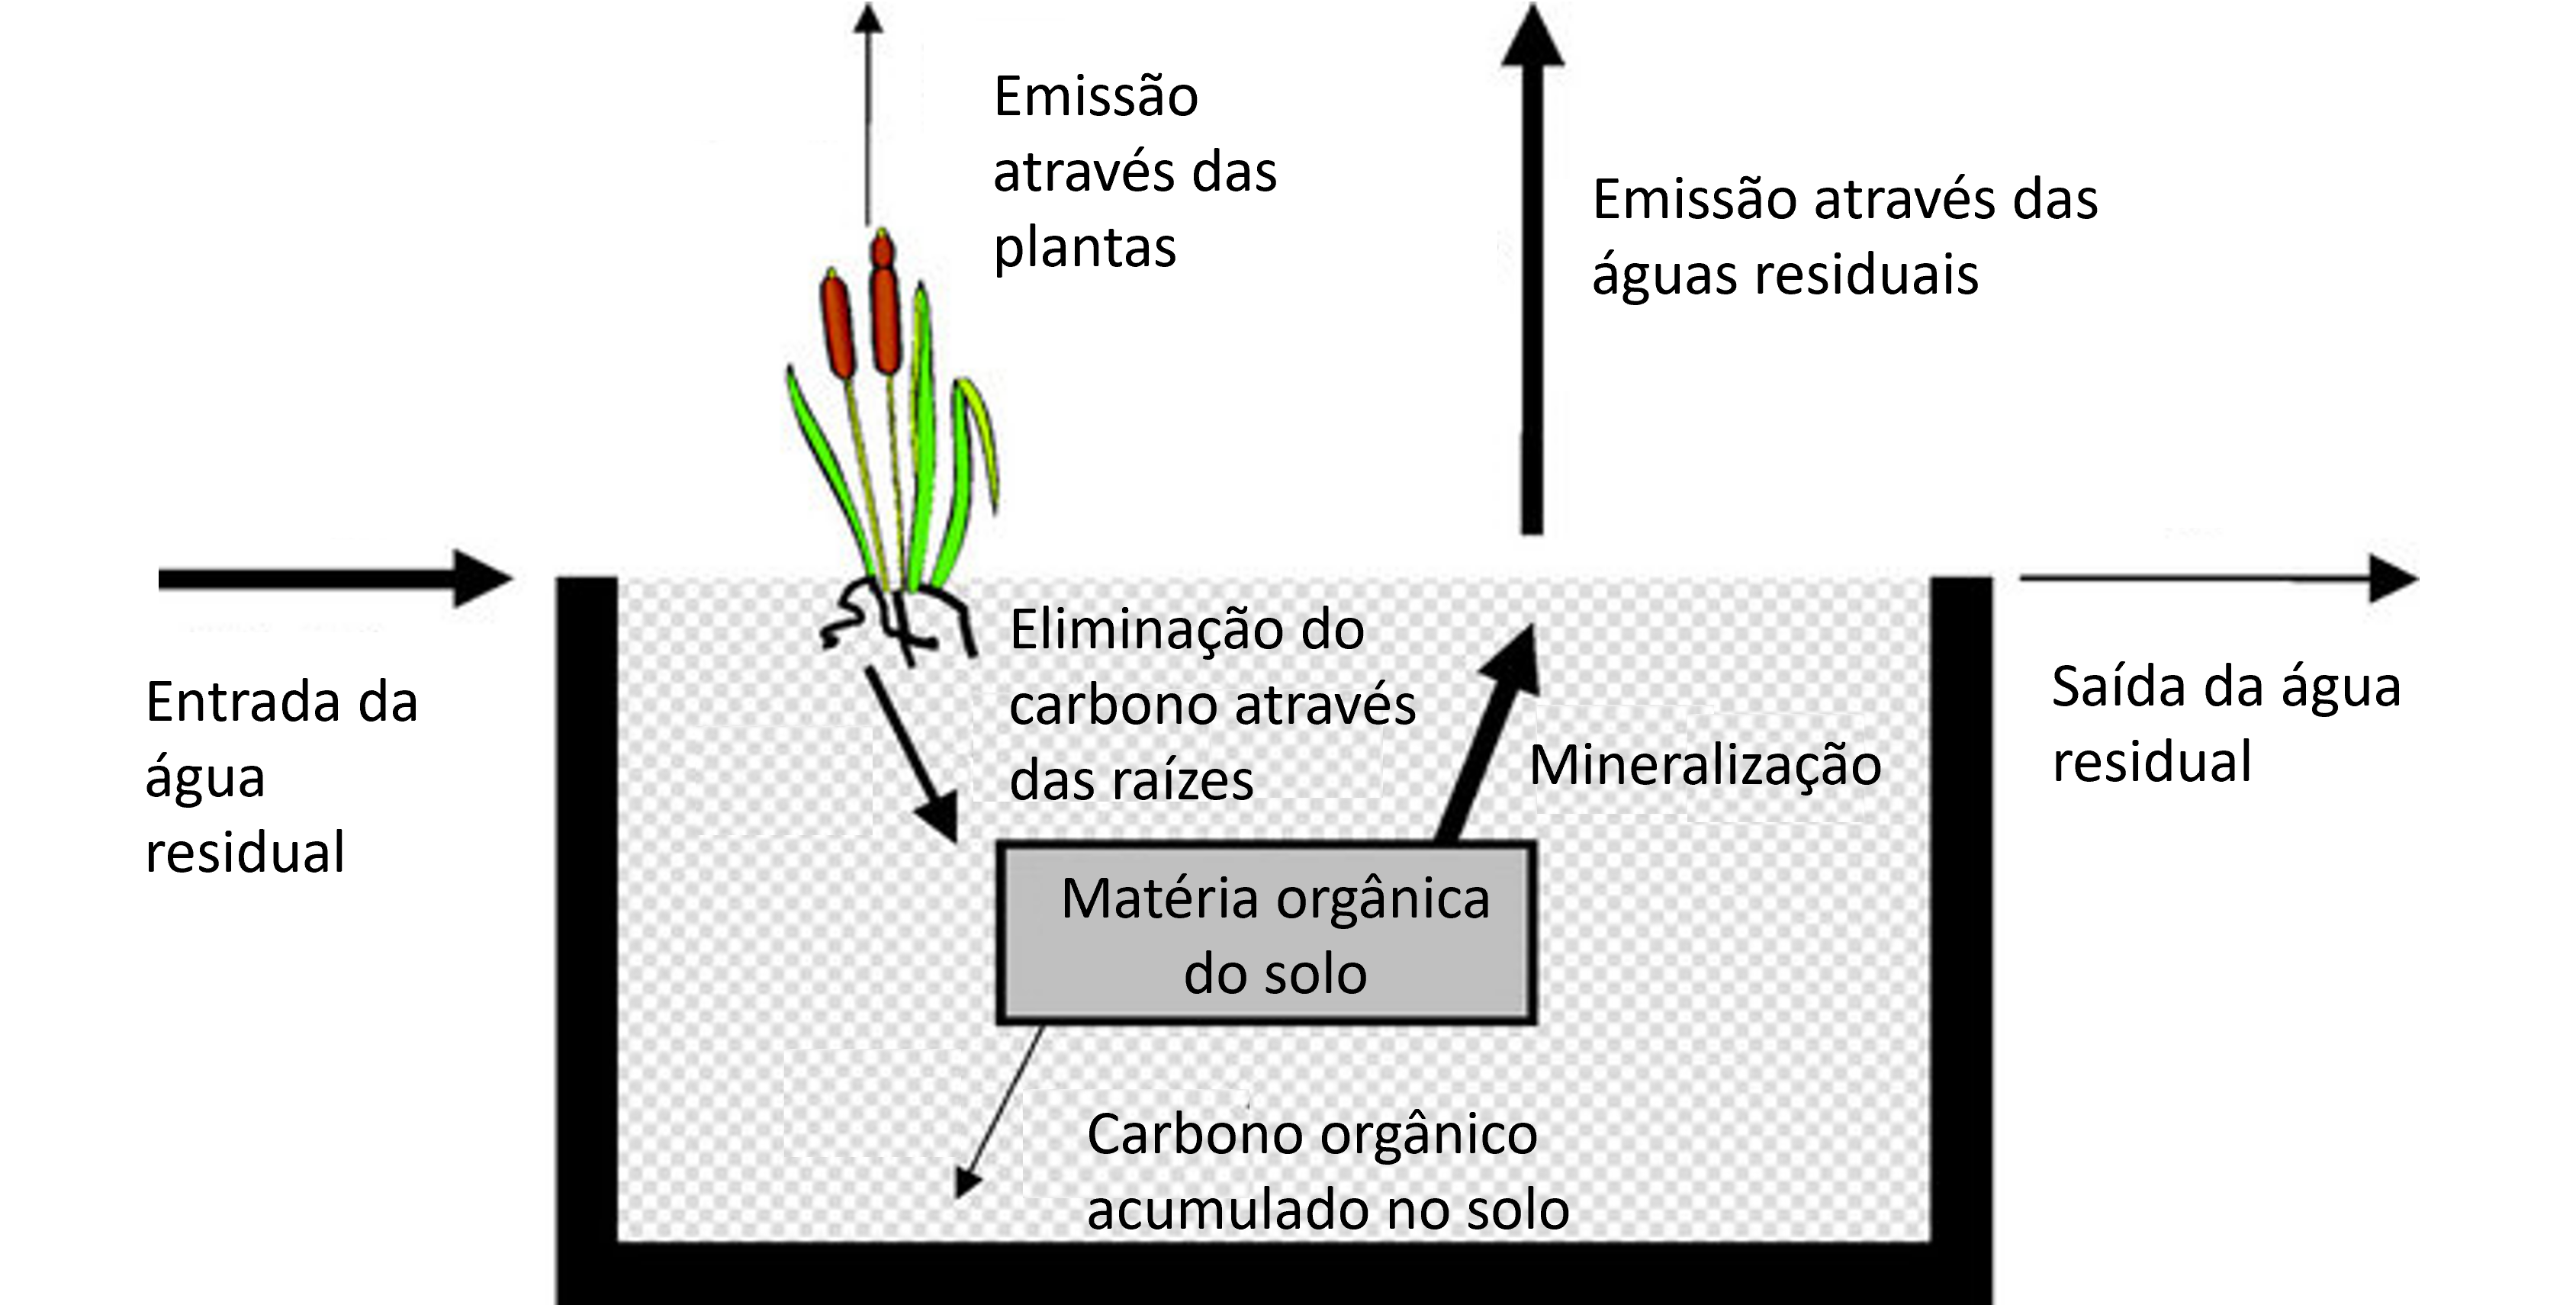 Emissão
através das
plantas
Emissão através das
águas residuais
Entrada da
água
residual
Eliminação do
carbono através
das raízes
Mineralização
Saída da água
residual
Matéria orgânica
do solo
Carbono orgânico
acumulado no solo